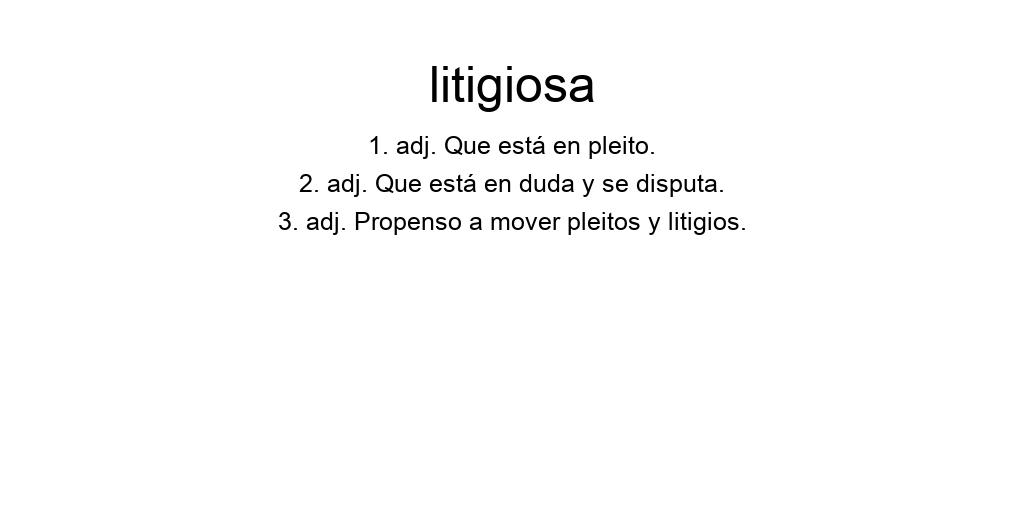 litigiosa
1. adj. Que está en pleito.
2. adj. Que está en duda y se disputa.
3. adj. Propenso a mover pleitos y litigios.